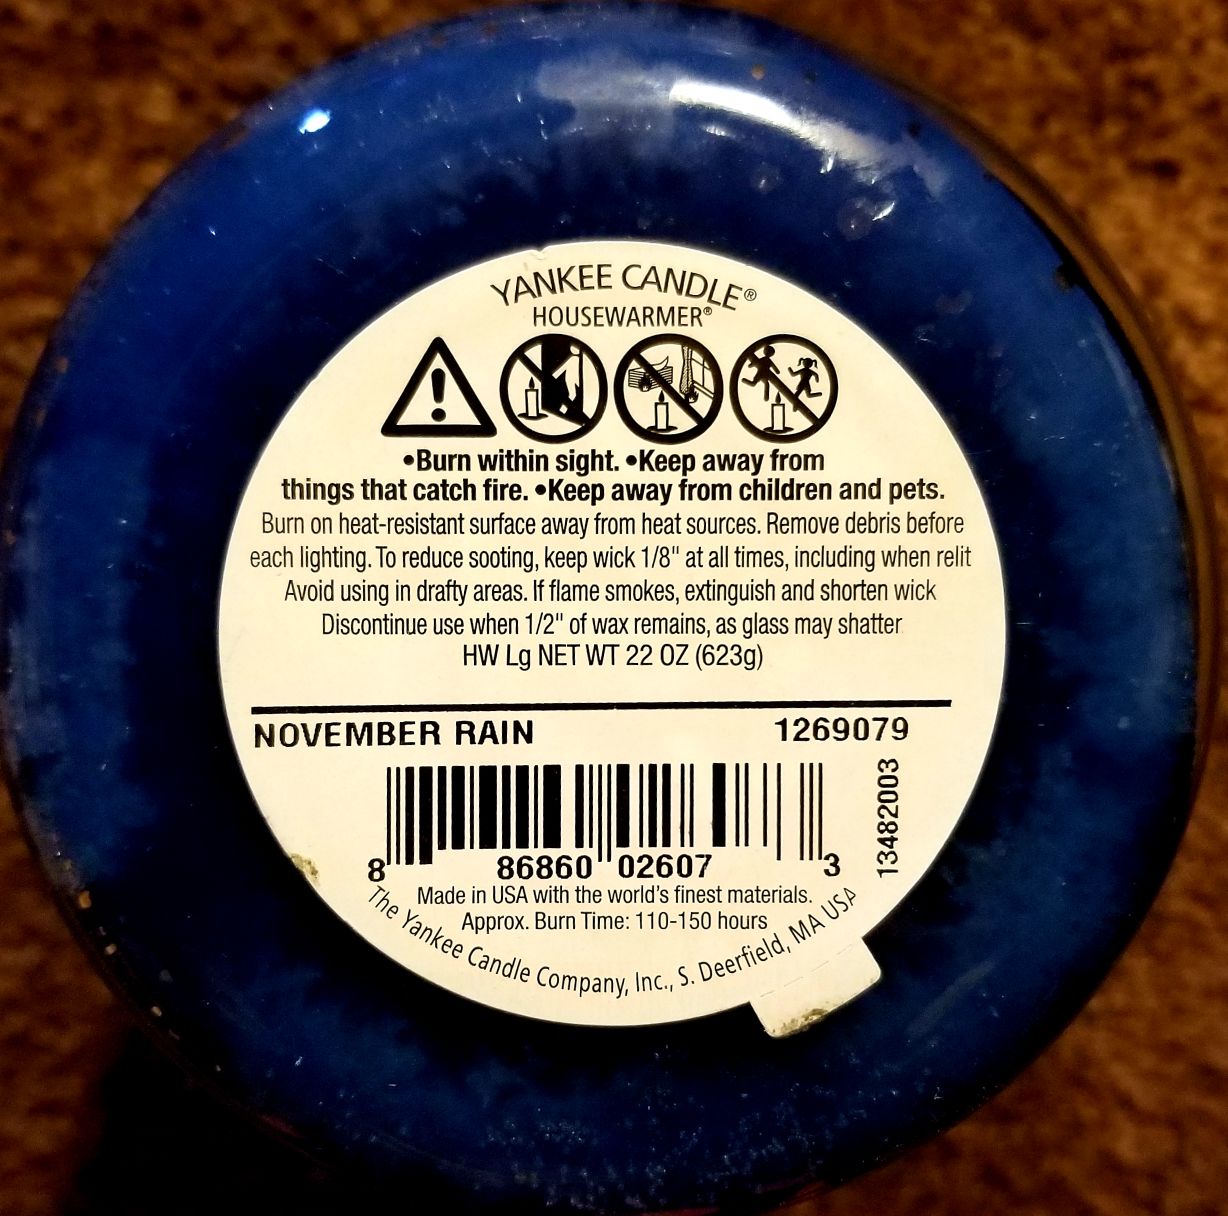 YANKEE CANDLE®
HOUSEWARMER®
•Burn within sight. •Keep away from
things that catch fire. •Keep away from children and pets.
Burn on heat-resistant surface away from heat sources. Remove debris before
each lighting. To reduce sooting, keep wick 1/8" at all times, including when relit
Avoid using in drafty areas. If flame smokes, extinguish and shorten wick
Discontinue use when 1/2" of wax remains, as glass may shatter
HW Lg NET WT 22 OZ (623g)
NOVEMBER RAIN 1269079
13482003
8 86860 02607 3
Made in USA with the world's finest materials.
Approx. Burn Time: 110-150 hours
The Yankee Candle Company, Inc., S. Deerfield, MA USA